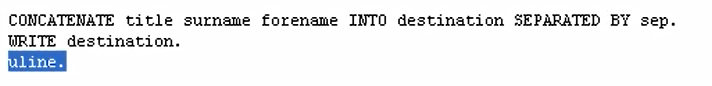 CONCATENATE title surname forename INTO destination SEPARATED BY sep.
WRITE destination.
uline.